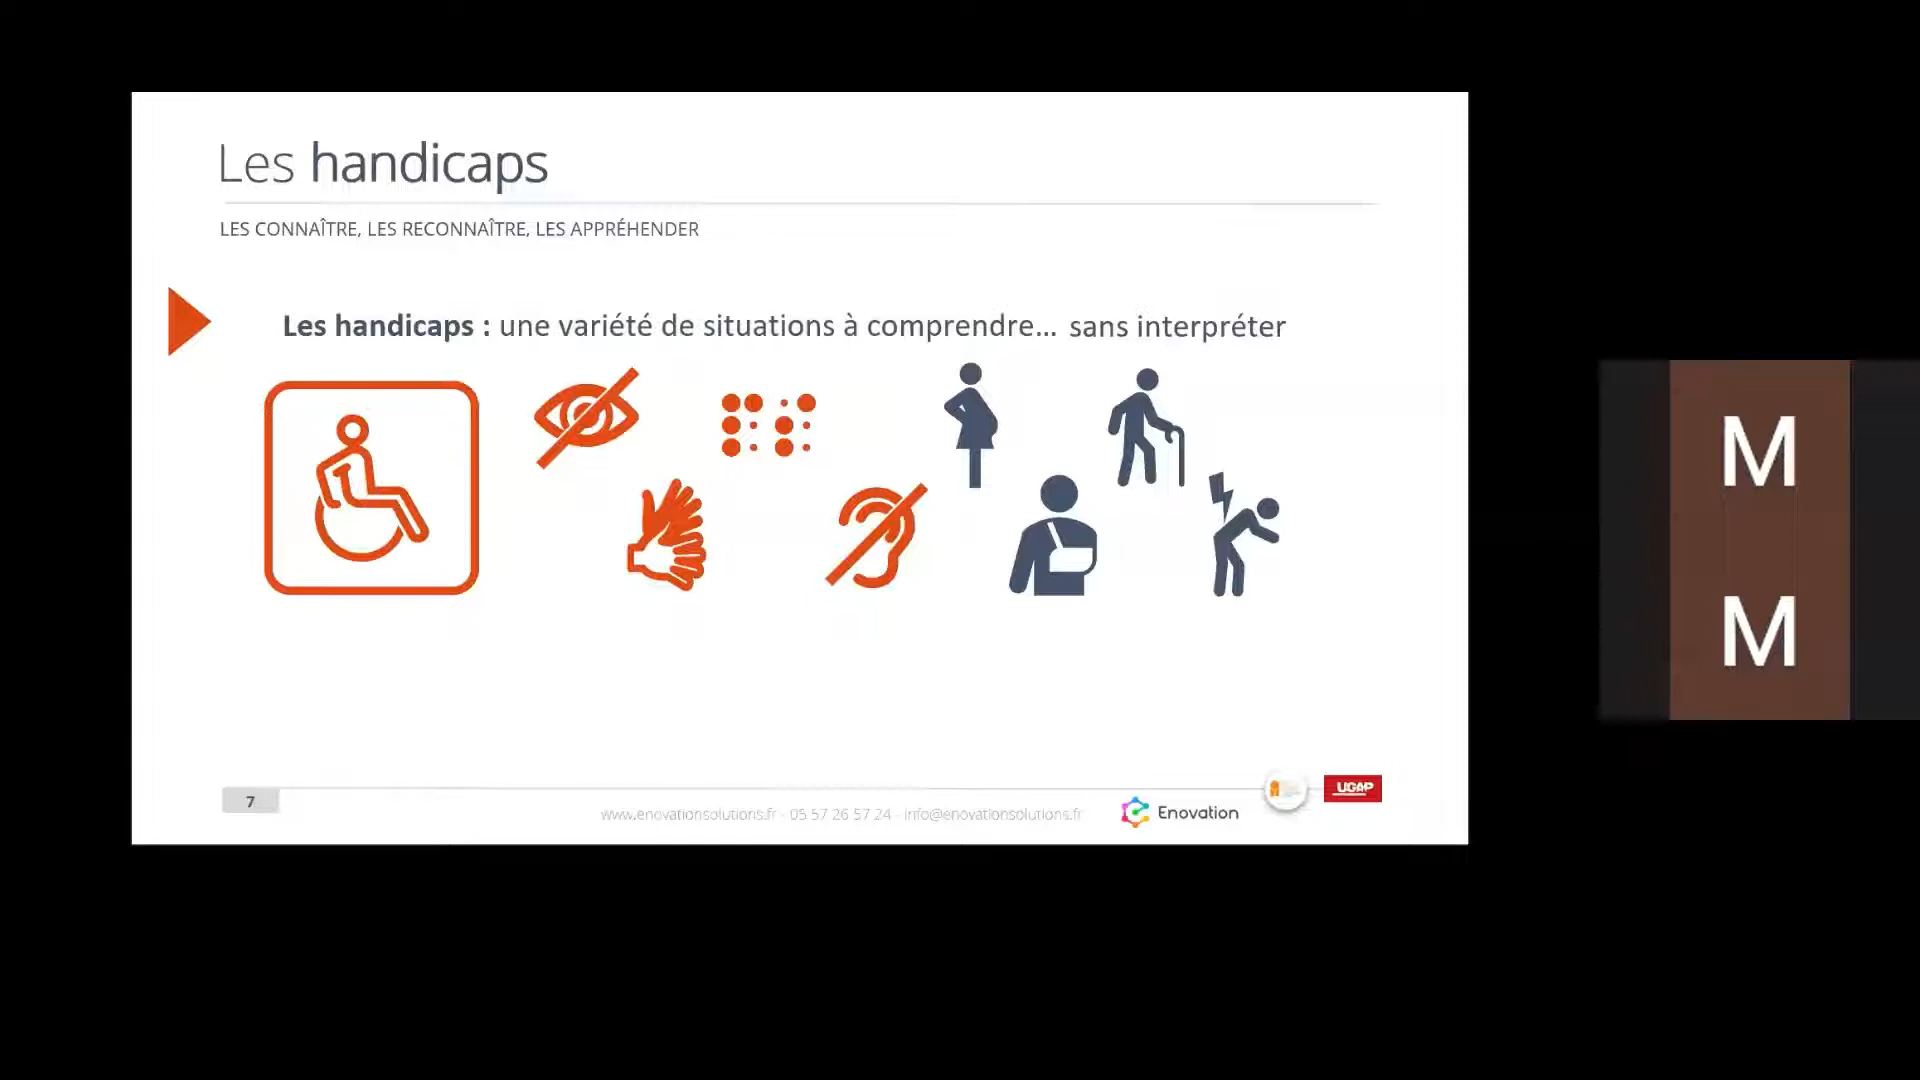 Les handicaps
LES CONNAÎTRE, LES RECONNAÎTRE, LES APPRÉHENDER
Les handicaps : une variété de situations à comprendre... sans interpréter
7
www.enovationsolutions.fr - 05 57 26 57 24 - info@enovationsolutions.fr
Enovation
UGAP
M
M